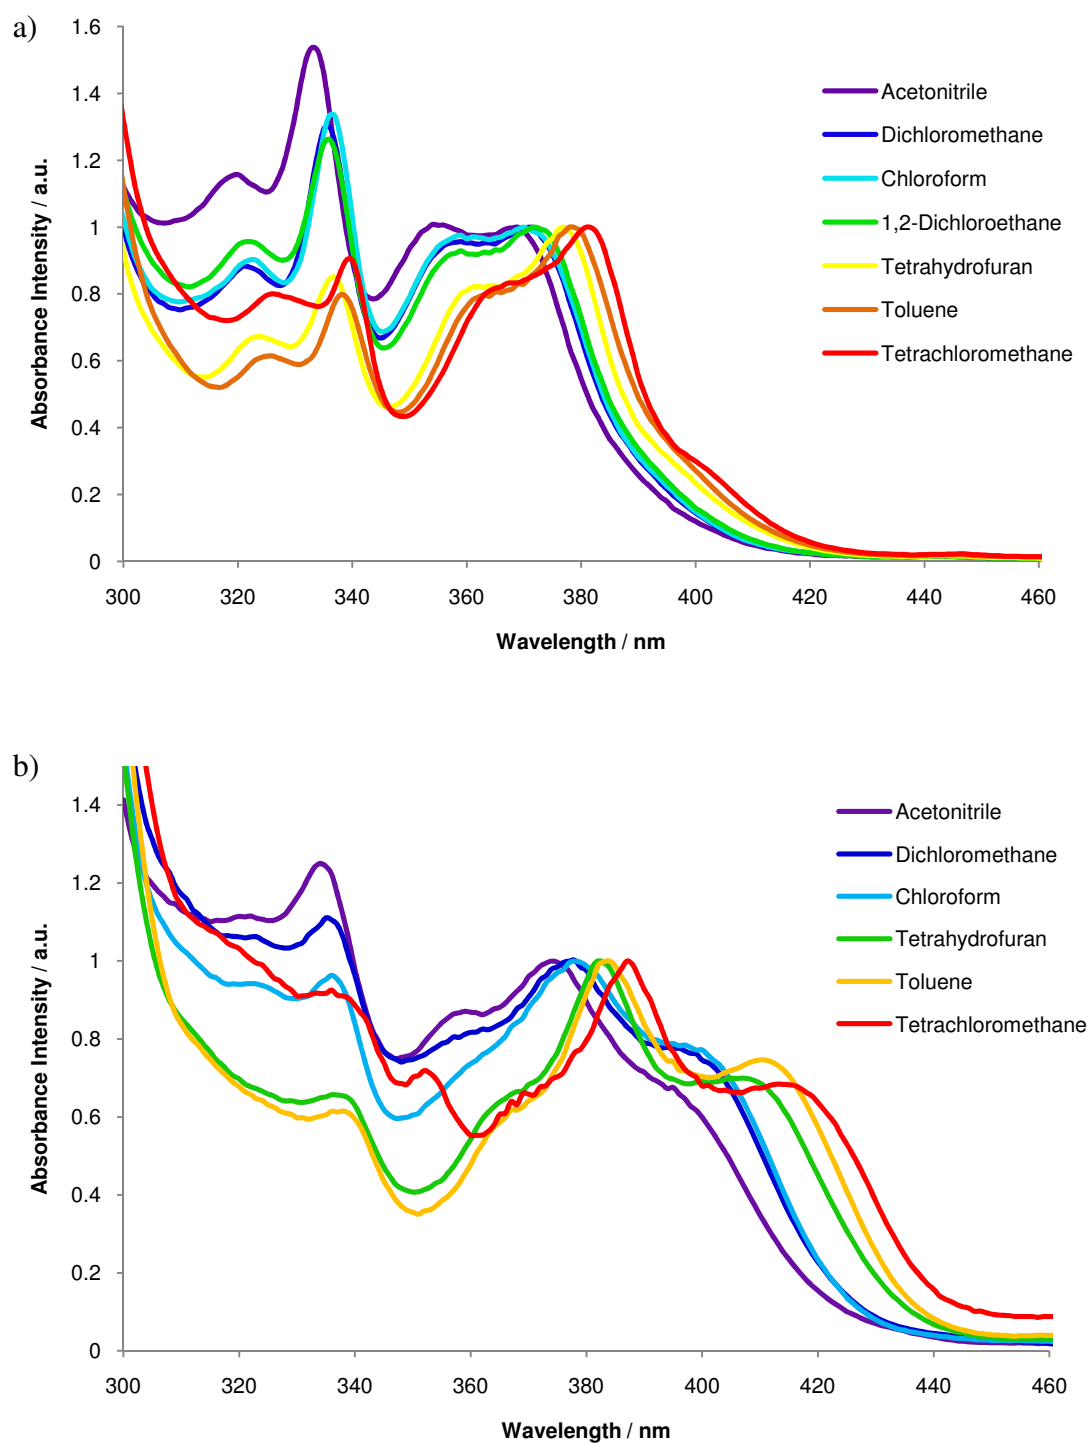 a)
Absorbance Intensity / a.u.
1.6
1.4
1.2
1
0.8
0.6
0.4
0.2
0
300 320 340 360 380 400 420 440 460
Wavelength / nm
Acetonitrile
Dichloromethane
Chloroform
1,2-Dichloroethane
Tetrahydrofuran
Toluene
Tetrachloromethane
b)
Absorbance Intensity / a.u.
1.4
1.2
1
0.8
0.6
0.4
0.2
0
300 320 340 360 380 400 420 440 460
Wavelength / nm
Acetonitrile
Dichloromethane
Chloroform
Tetrahydrofuran
Toluene
Tetrachloromethane